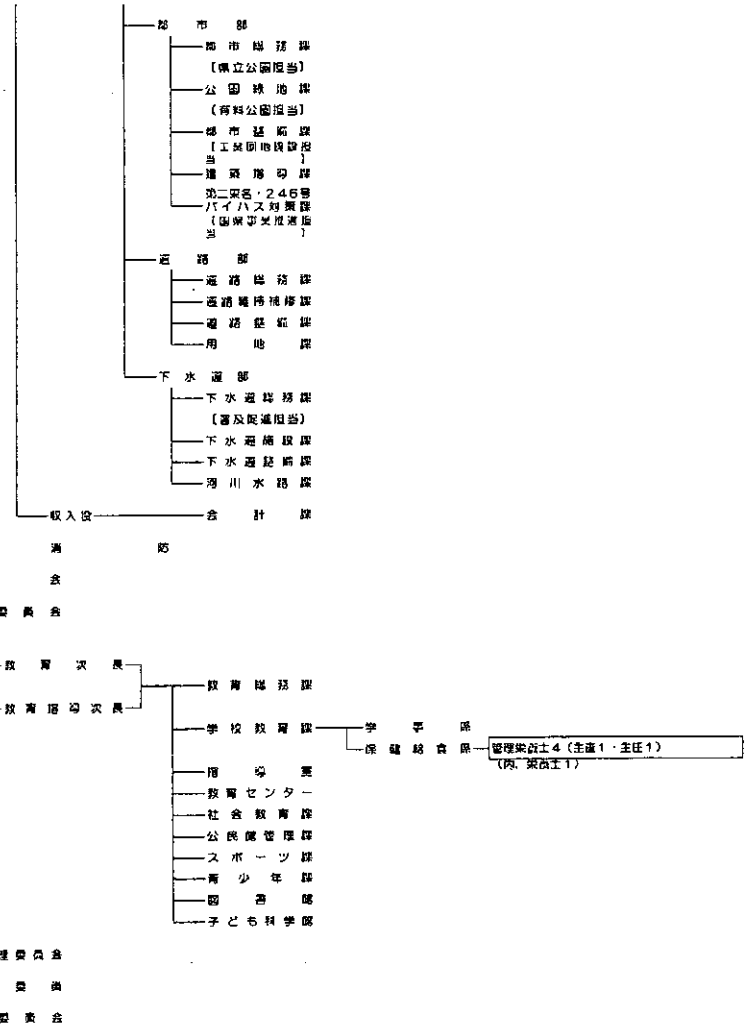 都市部
都市総務課
〔県立公園担当〕
公園緑地課
(有料公園担当)
都市整備課
〔工業団地建設担
当〕
建築指導課
第二東名・246号
バイパス対策課
〔国県事業推進担
当〕
道路部
道路総務課
道路維持補修課
道路整備課
用地課
下水道部
下水道総務課
〔普及促進担当〕
下水道施設課
下水道整備課
河川水路課
収入役 会計課
消防
会
委員会
教育次長
教育総務課
教育指導次長
学校教育課 学事係
保健給食係 管理栄養士4(主査1・主任1)
(内、栄養士1)
指導室
教育センター
社会教育課
公民館管理課
スポーツ課
青少年課
図書館
子ども科学館
理委員会
委員
委員会